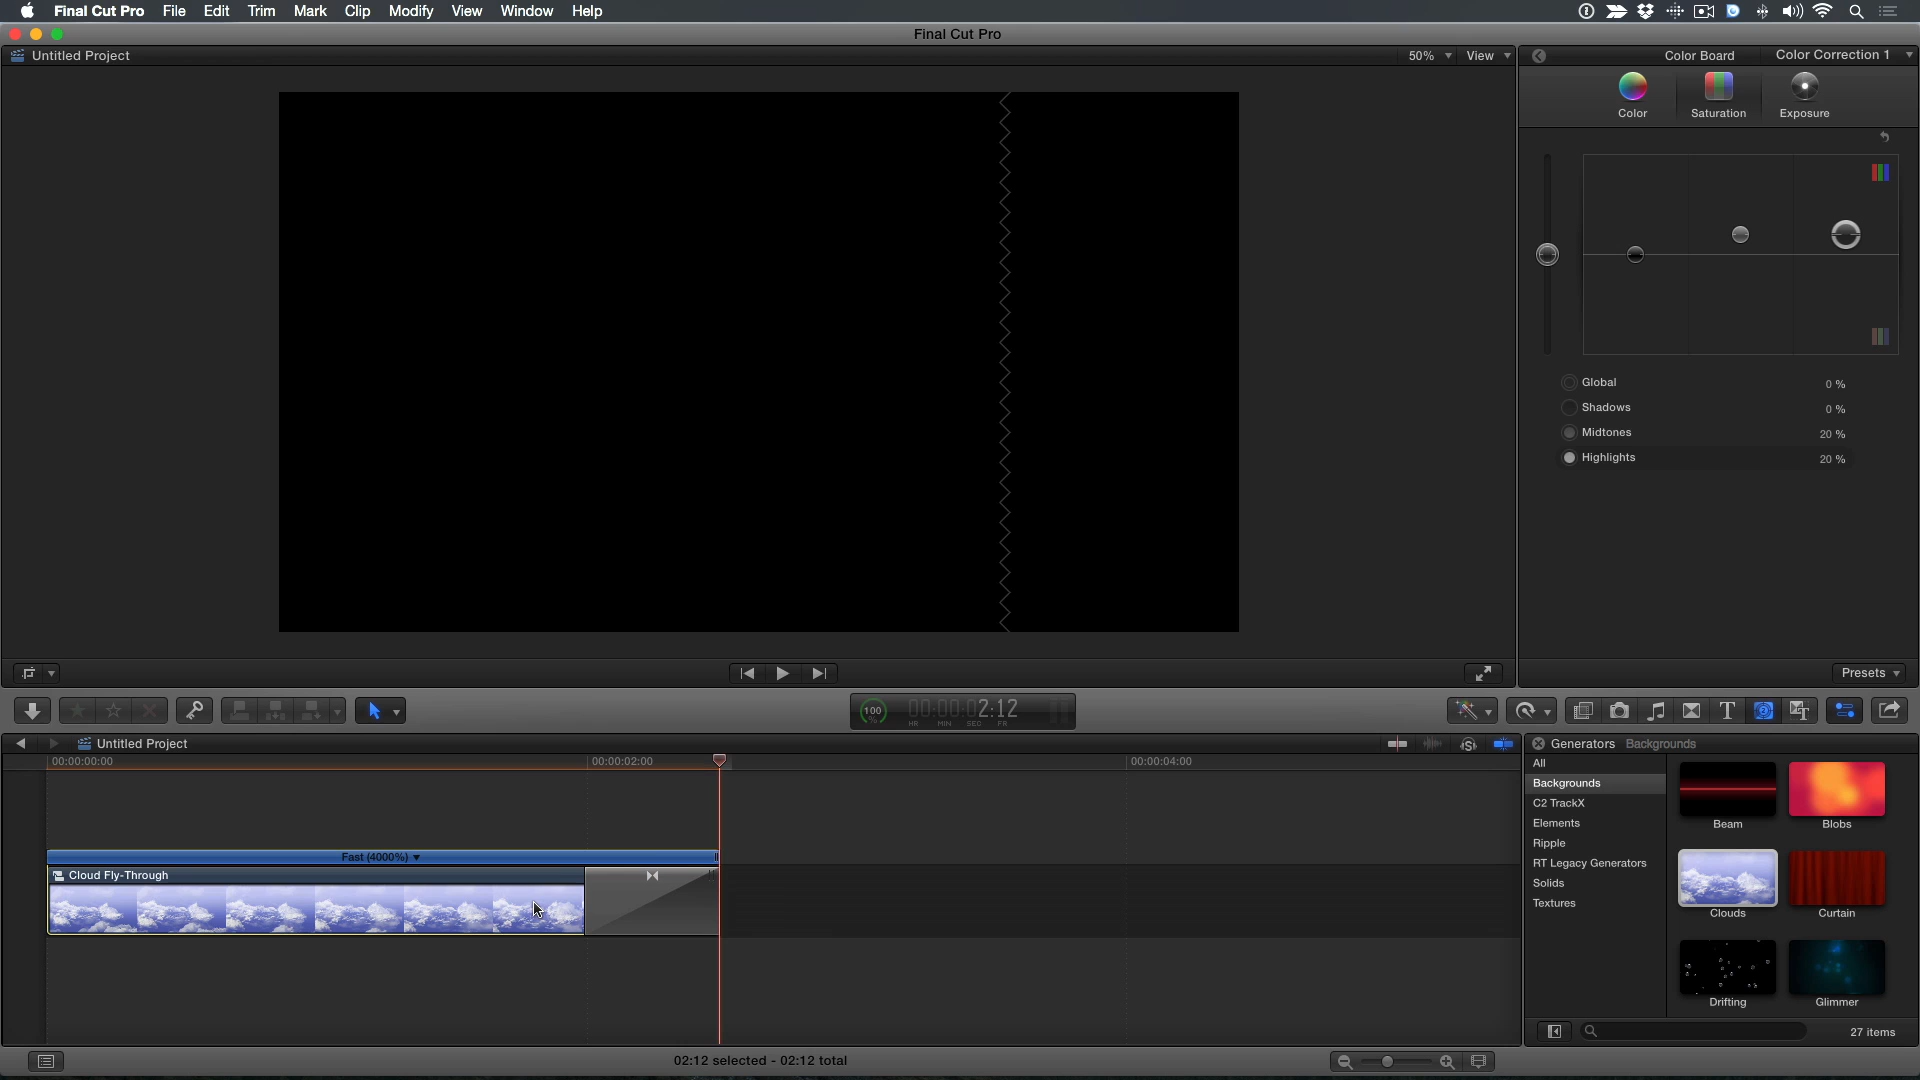 Final Cut Pro File Edit Trim Mark Clip Modify View Window Help
Final Cut Pro
Untitled Project
50% View
Color Board
Color Correction 1
Color Saturation Exposure
Global 0 %
Shadows 0 %
Midtones 20 %
Highlights 20 %
Presets
100 % 00:00:02:12
HR MIN SEC FR
Untitled Project
00:00:00:00 00:00:02:00 00:00:04:00
Fast (4000%)
Cloud Fly-Through
02:12 selected - 02:12 total
Generators Backgrounds
All
Backgrounds
C2 TrackX
Elements
Ripple
RT Legacy Generators
Solids
Textures
Beam Blobs
Clouds Curtain
Drifting Glimmer
27 items